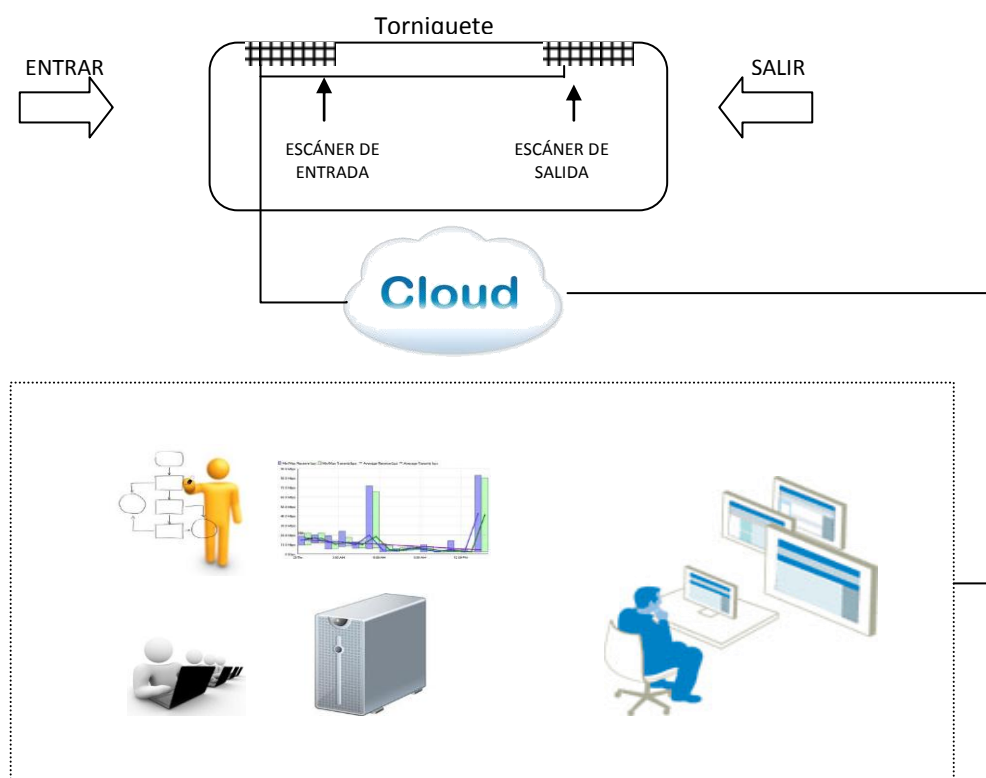 Torniquete
ENTRAR
SALIR
ESCÁNER DE
ENTRADA
ESCÁNER DE
SALIDA
Cloud